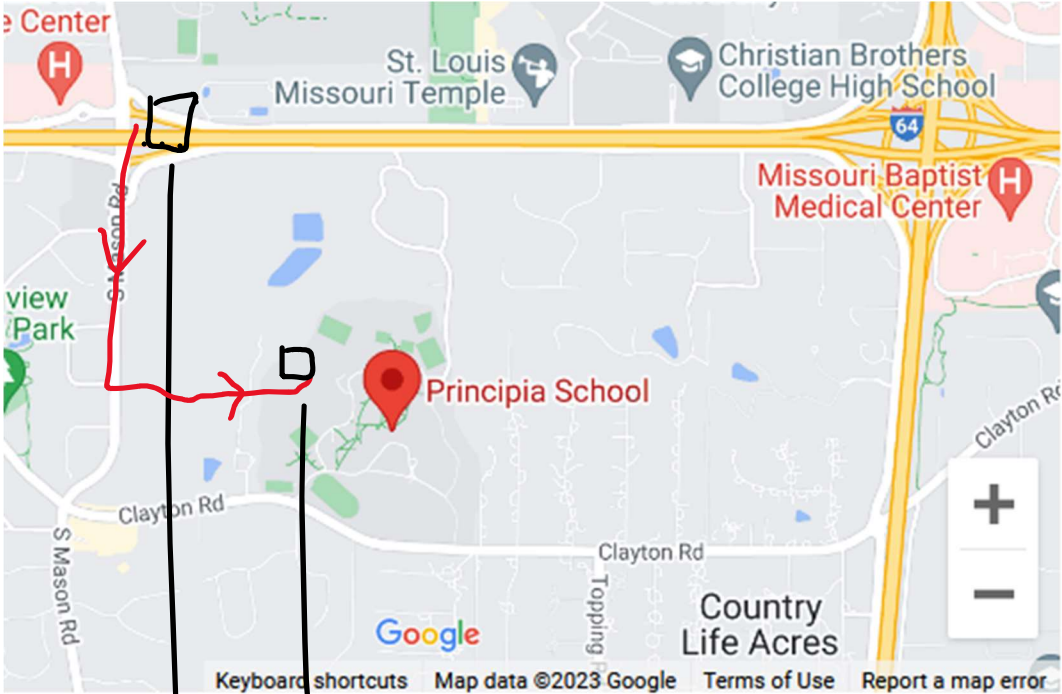 e Center
H
St. Louis
Missouri Temple
Christian Brothers
College High School
64
Missouri Baptist
Medical Center
H
S Mason Rd
view
Park
Principia School
Clayton Rd
Clayton Rd
S Mason Rd
Clayton Rd
Topping
Country
Life Acres
+
−
Google
Keyboard shortcuts
Map data ©2023 Google
Terms of Use
Report a map error